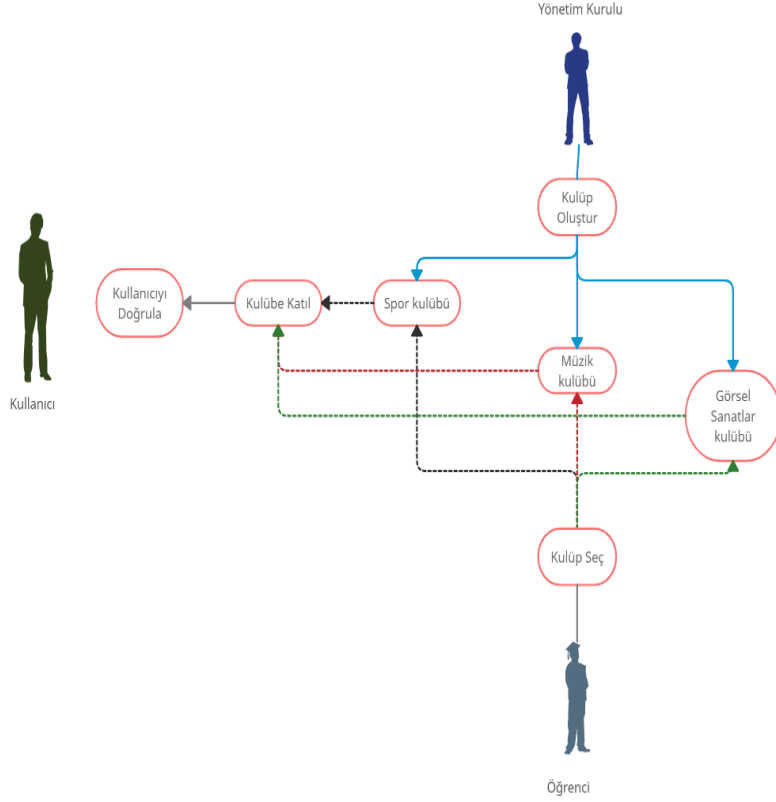 Yönetim Kurulu
Kulüp
Oluştur
Kullanıcıyı
Doğrula
Kulübe Katıl
Spor kulübü
Müzik
kulübü
Görsel
Sanatlar
kulübü
Kullanıcı
Kulüp Seç
Öğrenci